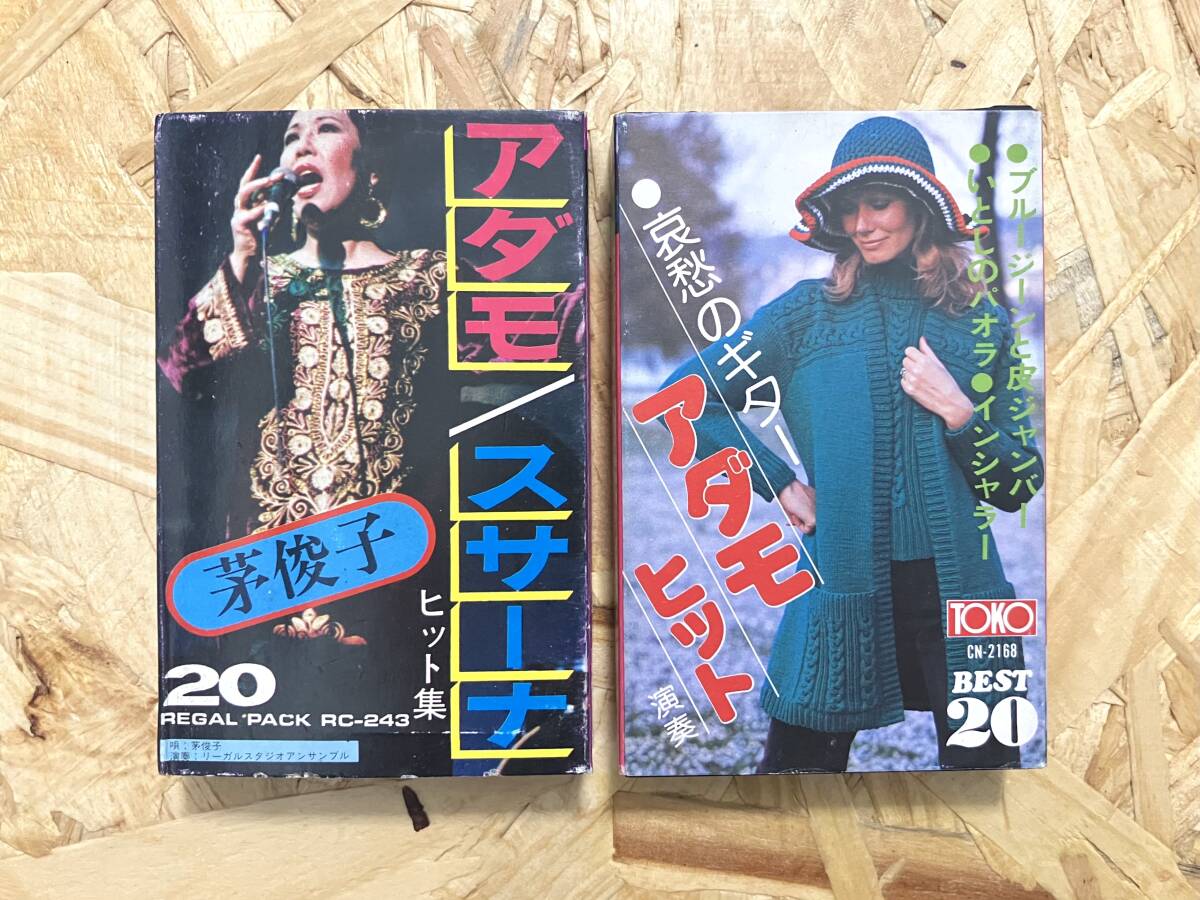 アダモ/スサーナ
ヒット集
茅俊子
20
REGAL PACK RC-243
唄:茅俊子
演奏:リーガルスタジオアンサンブル
●ブルージーンと皮ジャンパー
●いとしのパオラ●インシャラー
●哀愁のギター
アダモ
ヒット
演奏
TOKO
CN-2168
BEST
20